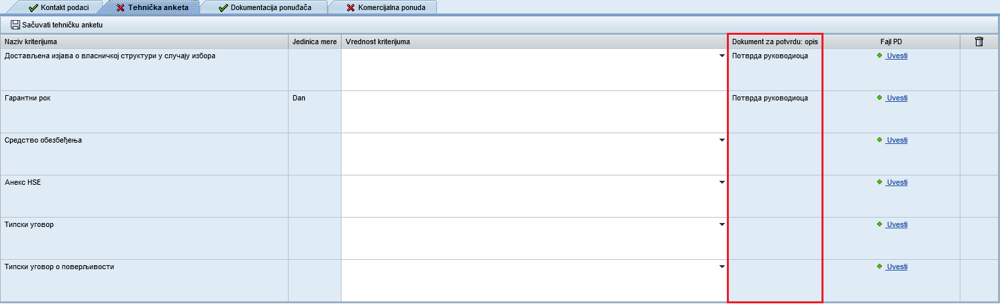 Kontakt podaci Tehnička anketa Dokumentacija ponuđača Komercijalna ponuda
Sačuvati tehničku anketu
Naziv kriterijuma Jedinica mere Vrednost kriterijuma Dokument za potvrdu: opis Fajl PD
Достављена изјава о власничкој структури у случају избора Потврда руководиоца Uvesti
Гарантни рок Dan Потврда руководиоца Uvesti
Средство обезбеђења Uvesti
Анекс HSE Uvesti
Типски уговор Uvesti
Типски уговор о поверљивости Uvesti